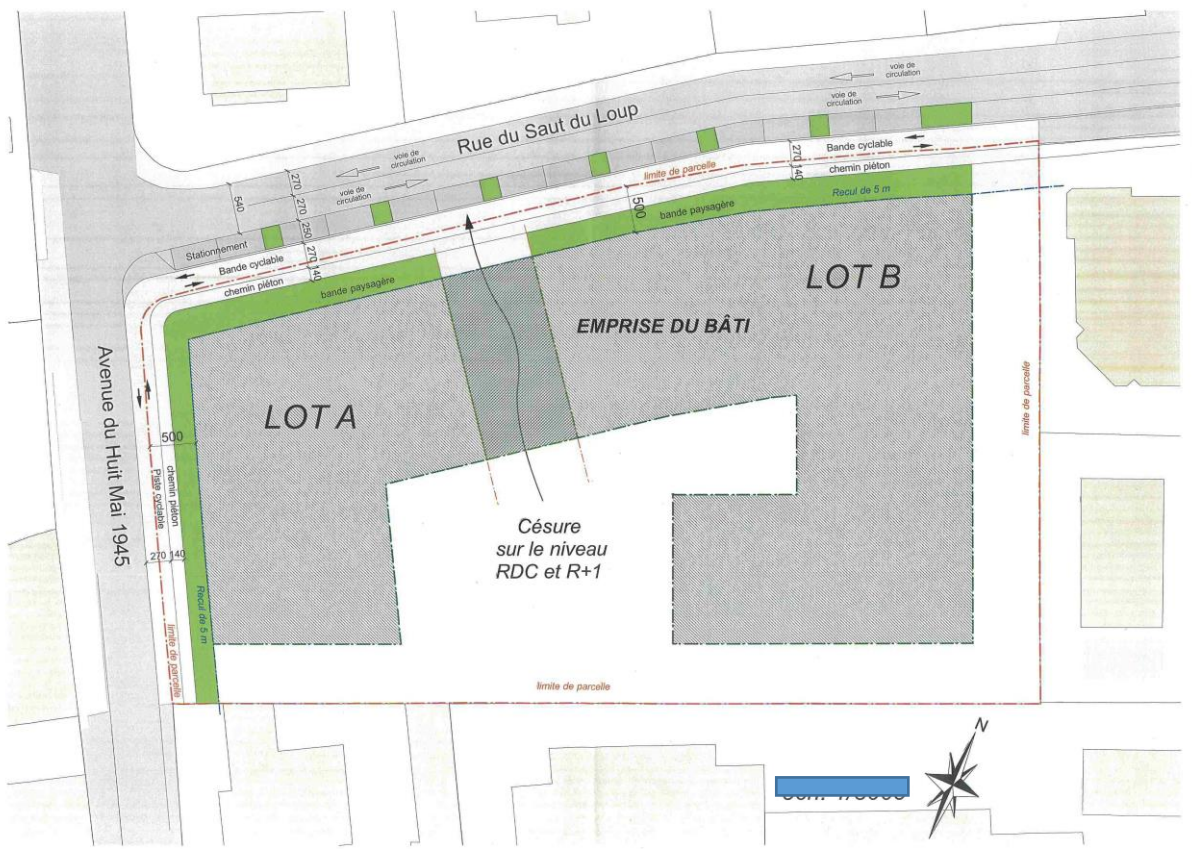 voie de
circulation
voie de
circulation
Rue du Saut du Loup
voie de
circulation
voie de
circulation
270
270
540
250
270
140
Stationnement
Bande cyclable
chemin piéton
bande paysagère
limite de parcelle
270
140
Bande cyclable
chemin piéton
Recul de 5 m
500
bande paysagère
LOT B
EMPRISE DU BÂTI
LOT A
Avenue du Huit Mai 1945
500
Piste cyclable
chemin piéton
270
140
Recul de 5 m
limite de parcelle
Césure
sur le niveau
RDC et R+1
limite de parcelle
limite de parcelle
N